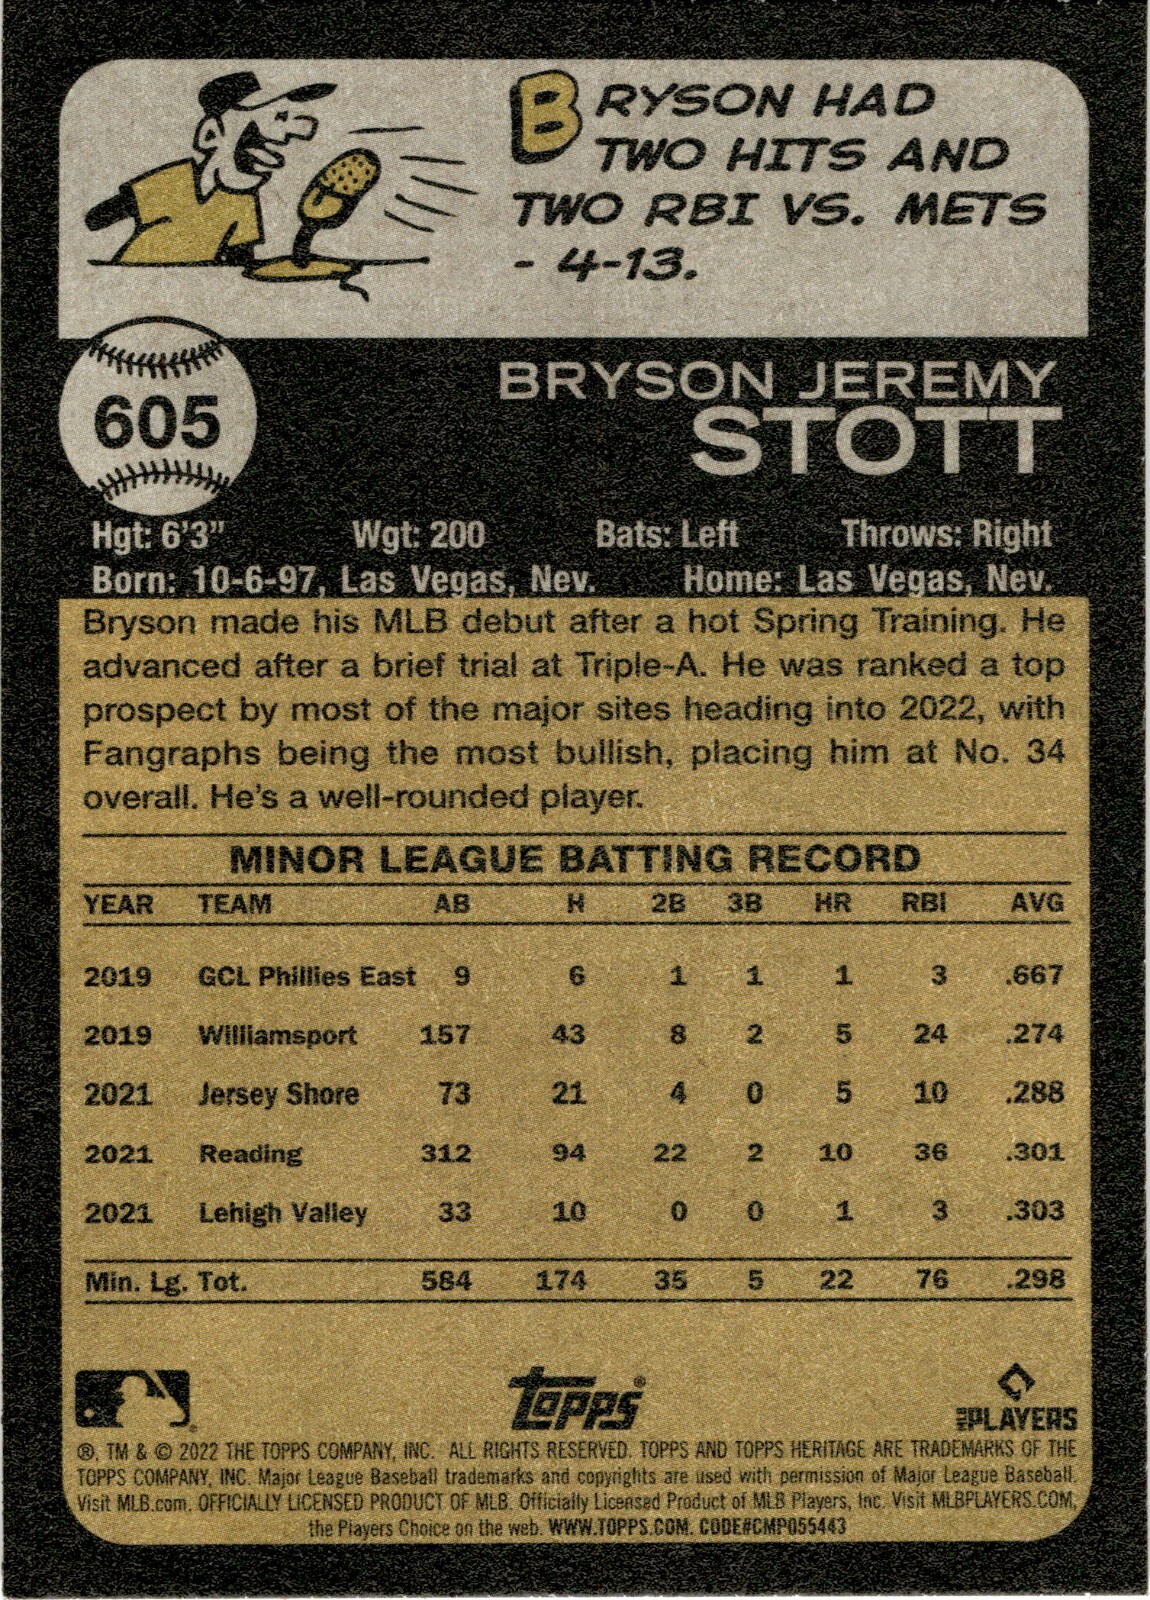 BRYSON HAD
TWO HITS AND
TWO RBI VS. METS
- 4-13.
605
BRYSON JEREMY
STOTT
Hgt: 6'3" Wgt: 200 Bats: Left Throws: Right
Born: 10-6-97, Las Vegas, Nev. Home: Las Vegas, Nev.
Bryson made his MLB debut after a hot Spring Training. He
advanced after a brief trial at Triple-A. He was ranked a top
prospect by most of the major sites heading into 2022, with
Fangraphs being the most bullish, placing him at No. 34
overall. He's a well-rounded player.
MINOR LEAGUE BATTING RECORD
YEAR TEAM AB H 2B 3B HR RBI AVG
2019 GCL Phillies East 9 6 1 1 1 3 .667
2019 Williamsport 157 43 8 2 5 24 .274
2021 Jersey Shore 73 21 4 0 5 10 .288
2021 Reading 312 94 22 2 10 36 .301
2021 Lehigh Valley 33 10 0 0 1 3 .303
Min. Lg. Tot. 584 174 35 5 22 76 .298
Topps®
MLB PLAYERS
®, TM & © 2022 THE TOPPS COMPANY, INC. ALL RIGHTS RESERVED. TOPPS AND TOPPS HERITAGE ARE TRADEMARKS OF THE
TOPPS COMPANY, INC. Major League Baseball trademarks and copyrights are used with permission of Major League Baseball.
Visit MLB.com. OFFICIALLY LICENSED PRODUCT OF MLB. Officially Licensed Product of MLB Players, Inc. Visit MLBPLAYERS.COM,
the Players Choice on the web. WWW.TOPPS.COM. CODE#CMP055443